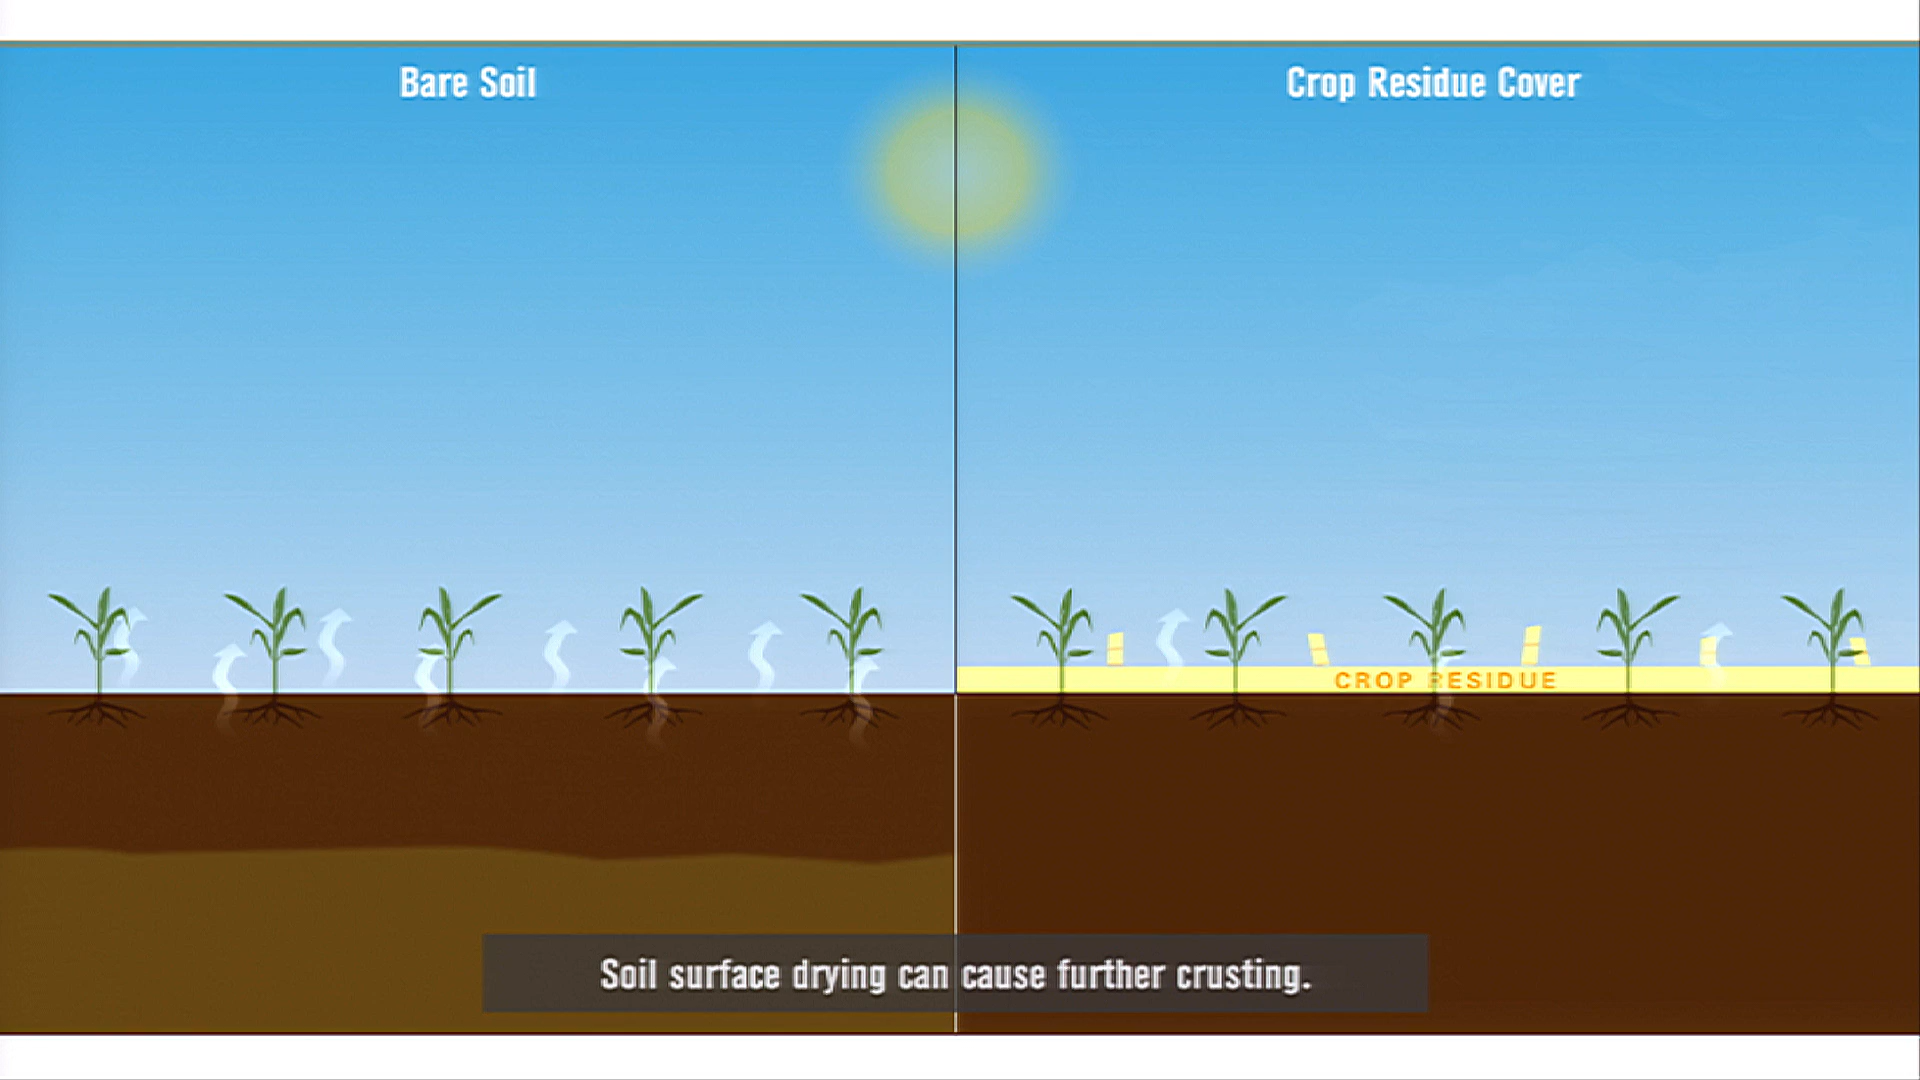 Bare Soil
Crop Residue Cover
CROP RESIDUE
Soil surface drying can cause further crusting.